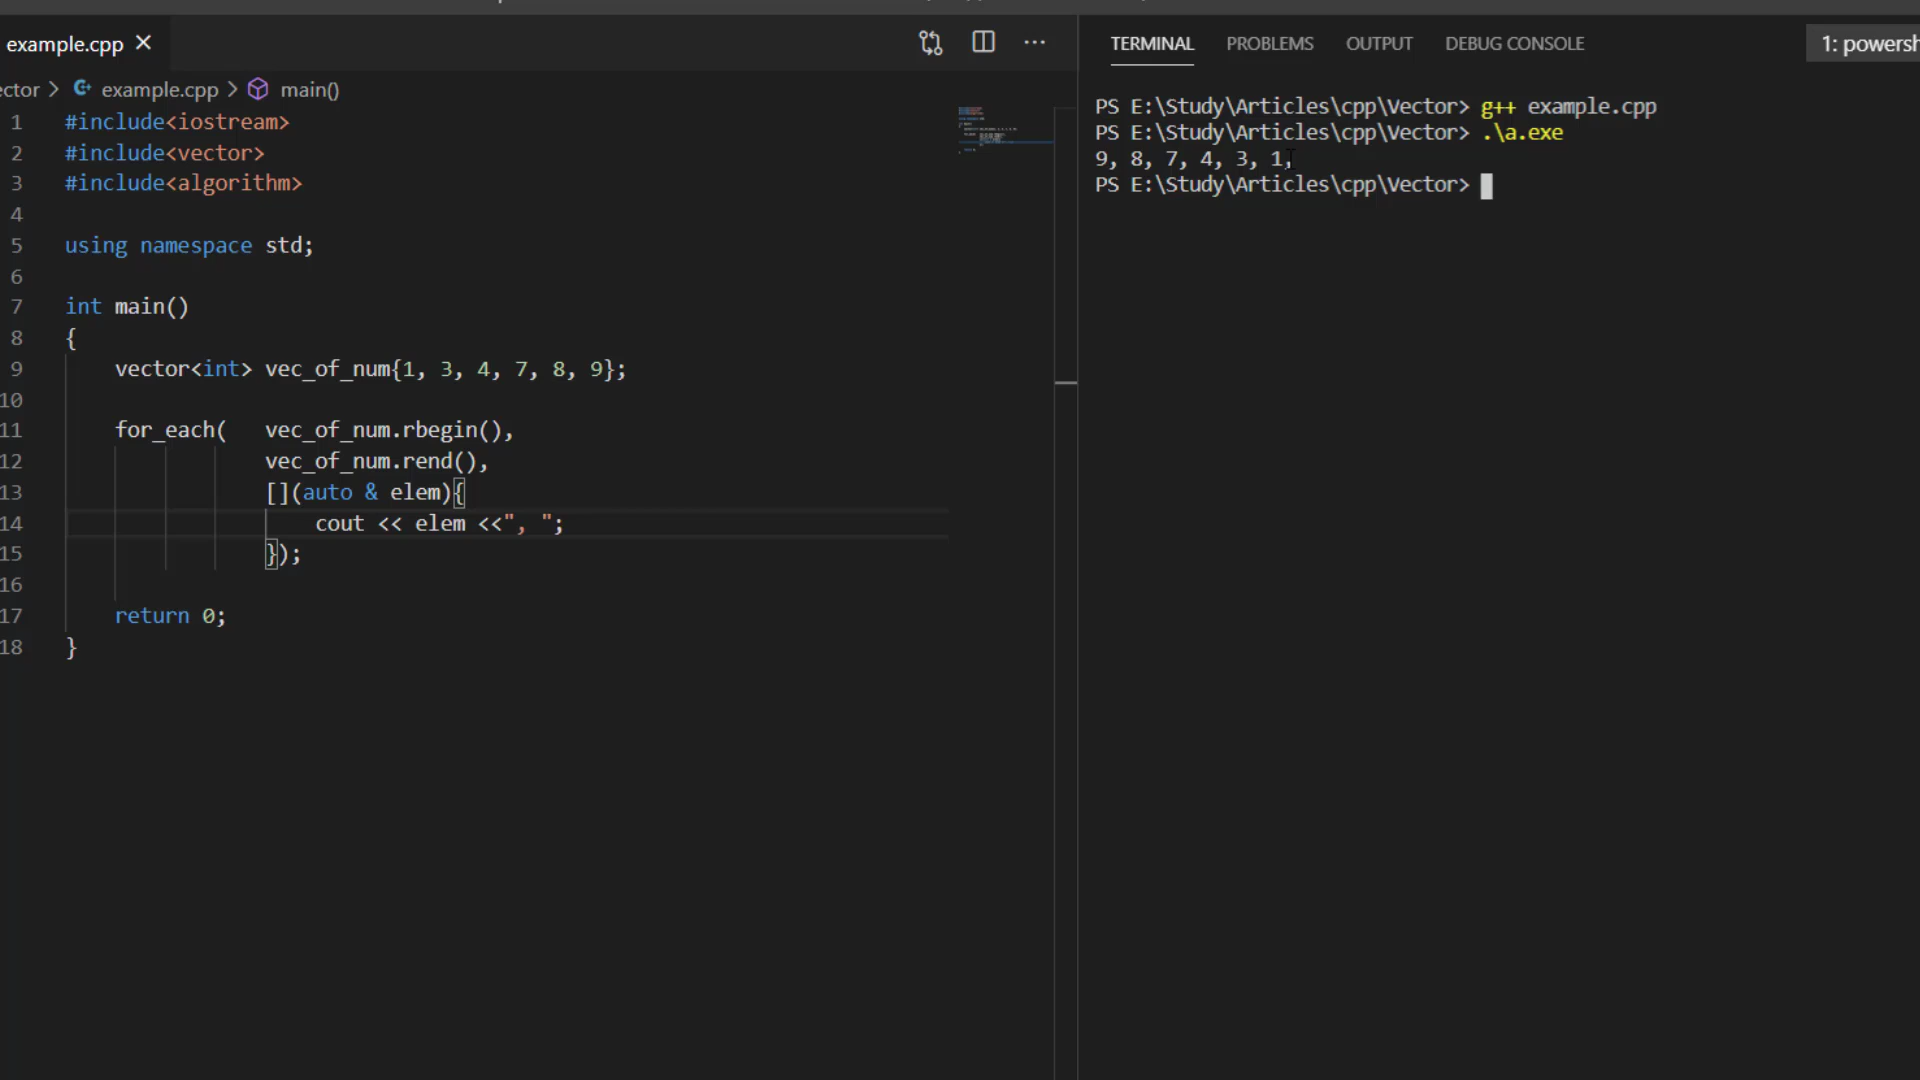 example.cpp
ector > example.cpp > main()
1 #include<iostream>
2 #include<vector>
3 #include<algorithm>
4
5 using namespace std;
6
7 int main()
8 {
9 vector<int> vec_of_num{1, 3, 4, 7, 8, 9};
10
11 for_each( vec_of_num.rbegin(),
12 vec_of_num.rend(),
13 [](auto & elem){
14 cout << elem <<", ";
15 });
16
17 return 0;
18 }
TERMINAL PROBLEMS OUTPUT DEBUG CONSOLE 1: powersh
PS E:\Study\Articles\cpp\Vector> g++ example.cpp
PS E:\Study\Articles\cpp\Vector> .\a.exe
9, 8, 7, 4, 3, 1,
PS E:\Study\Articles\cpp\Vector>